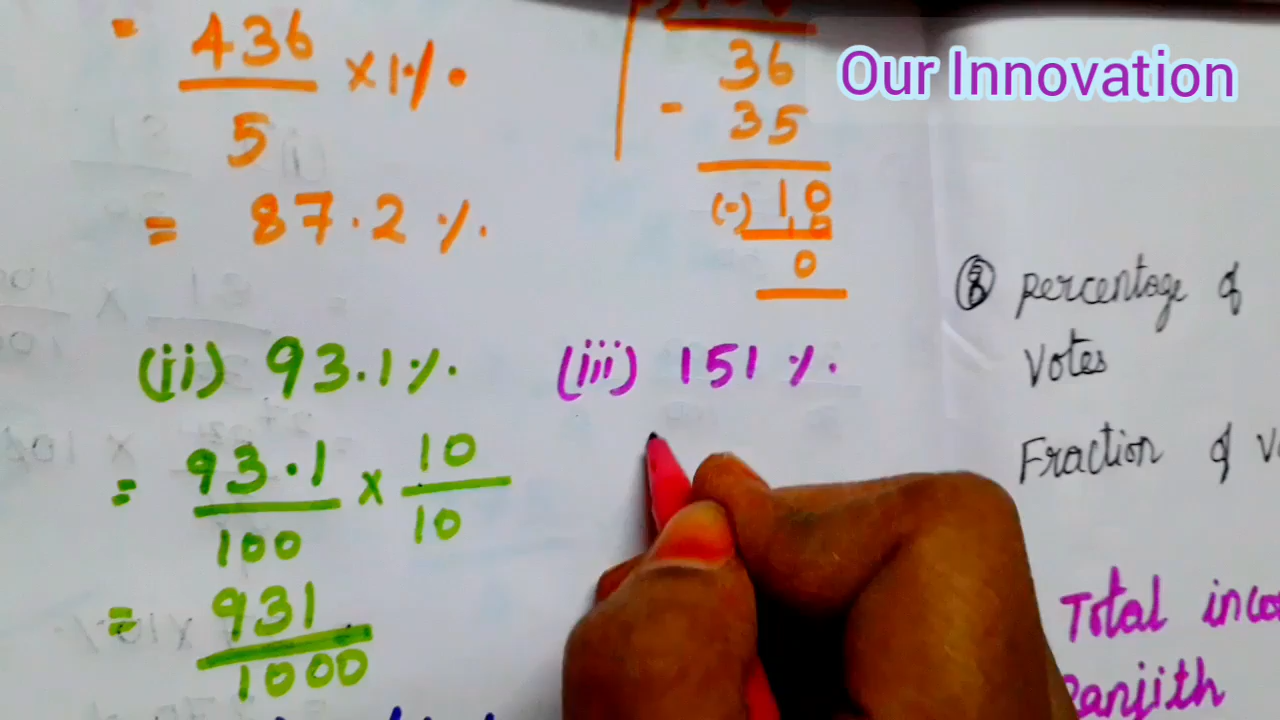 Our Innovation
= 436/5 × 1%.
= 87.2 %.
36
- 35
(-) 10
10
0
(ii) 93.1 %.
= 93.1/100 × 10/10
= 931/1000
(iii) 151 %.
⑧ Percentage of
Votes
Fraction of
Total
Ranjith